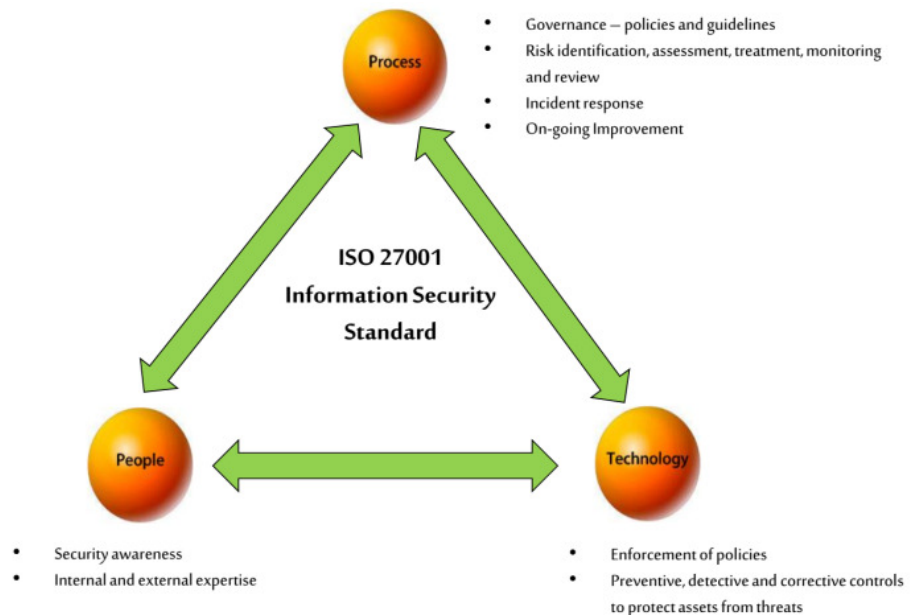 Process
• Governance – policies and guidelines
• Risk identification, assessment, treatment, monitoring
and review
• Incident response
• On-going Improvement
ISO 27001
Information Security
Standard
People
Technology
• Security awareness
• Internal and external expertise
• Enforcement of policies
• Preventive, detective and corrective controls
to protect assets from threats